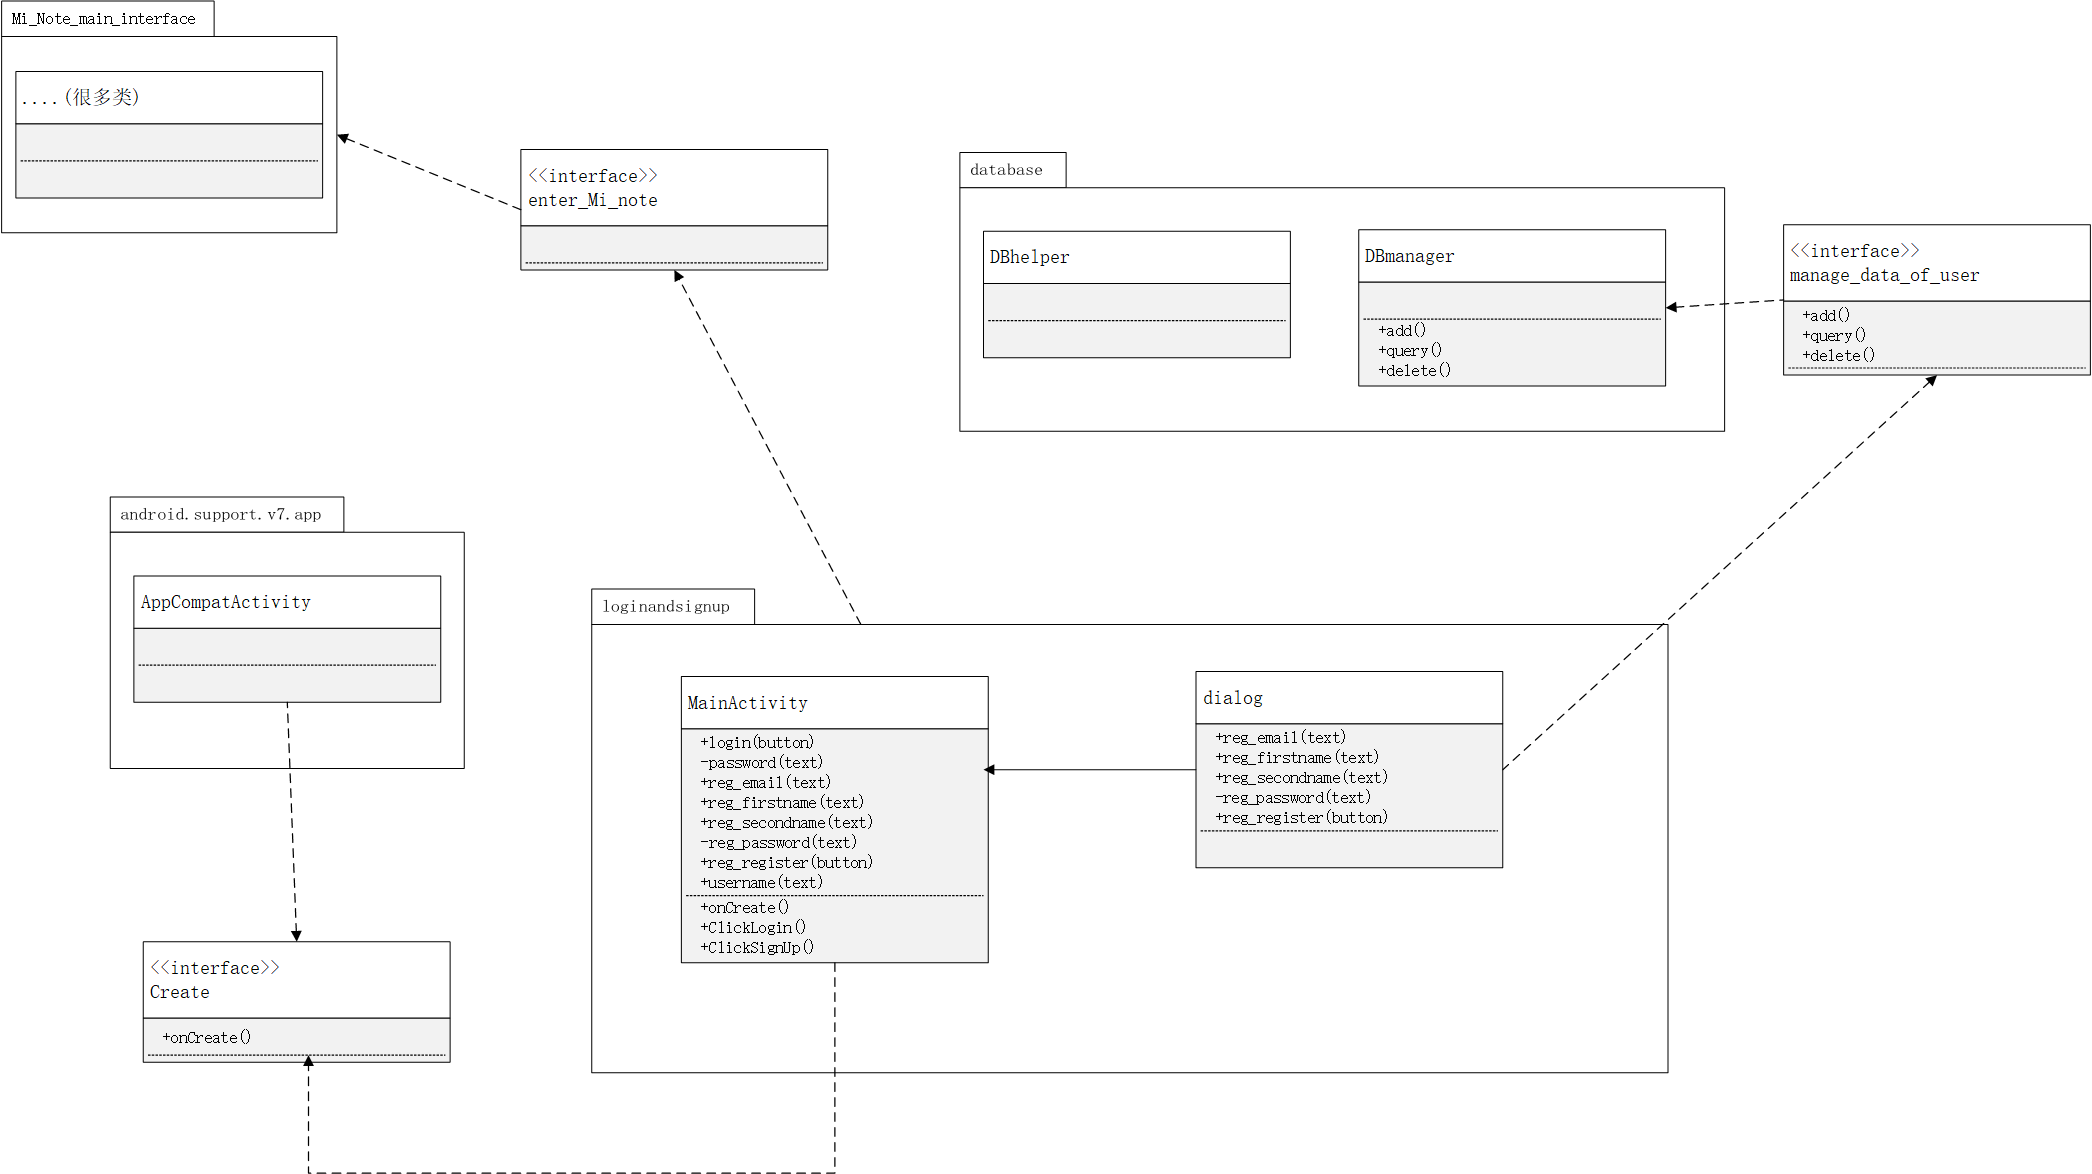 Mi_Note_main_interface
....(很多类)
<<interface>>
enter_Mi_note
database
DBhelper
DBmanager
+add()
+query()
+delete()
<<interface>>
manage_data_of_user
+add()
+query()
+delete()
android.support.v7.app
AppCompatActivity
<<interface>>
Create
+onCreate()
loginandsignup
MainActivity
+login(button)
-password(text)
+reg_email(text)
+reg_firstname(text)
+reg_secondname(text)
-reg_password(text)
+reg_register(button)
+username(text)
+onCreate()
+ClickLogin()
+ClickSignUp()
dialog
+reg_email(text)
+reg_firstname(text)
+reg_secondname(text)
-reg_password(text)
+reg_register(button)